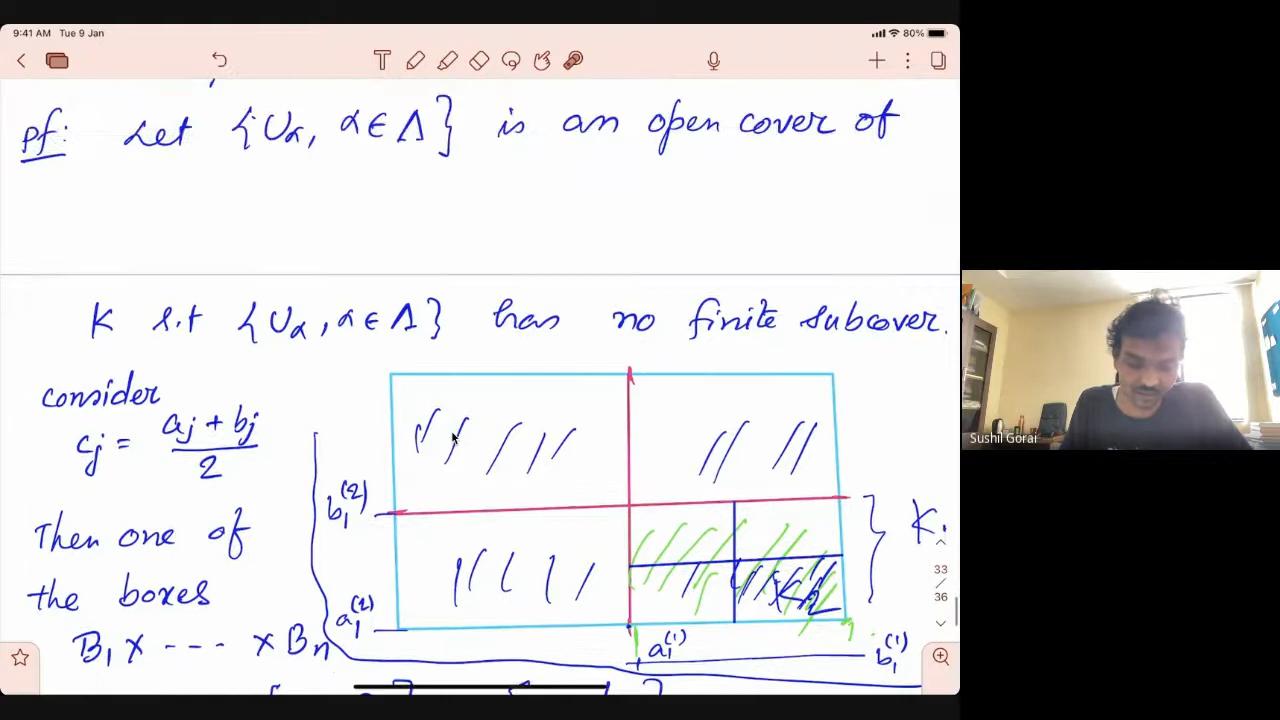 9:41 AM Tue 9 Jan
80%
pf: Let {Uα, α∈Λ} is an open cover of
K s.t {Uα, α∈Λ} has no finite subcover.
consider
cj = aj + bj
2
b₁⁽²⁾
K.
Then one of
33
/
36
the boxes
K₂
a₁⁽²⁾
B₁ × --- × Bn
a₁⁽¹⁾
b₁⁽¹⁾
Sushil Gorai